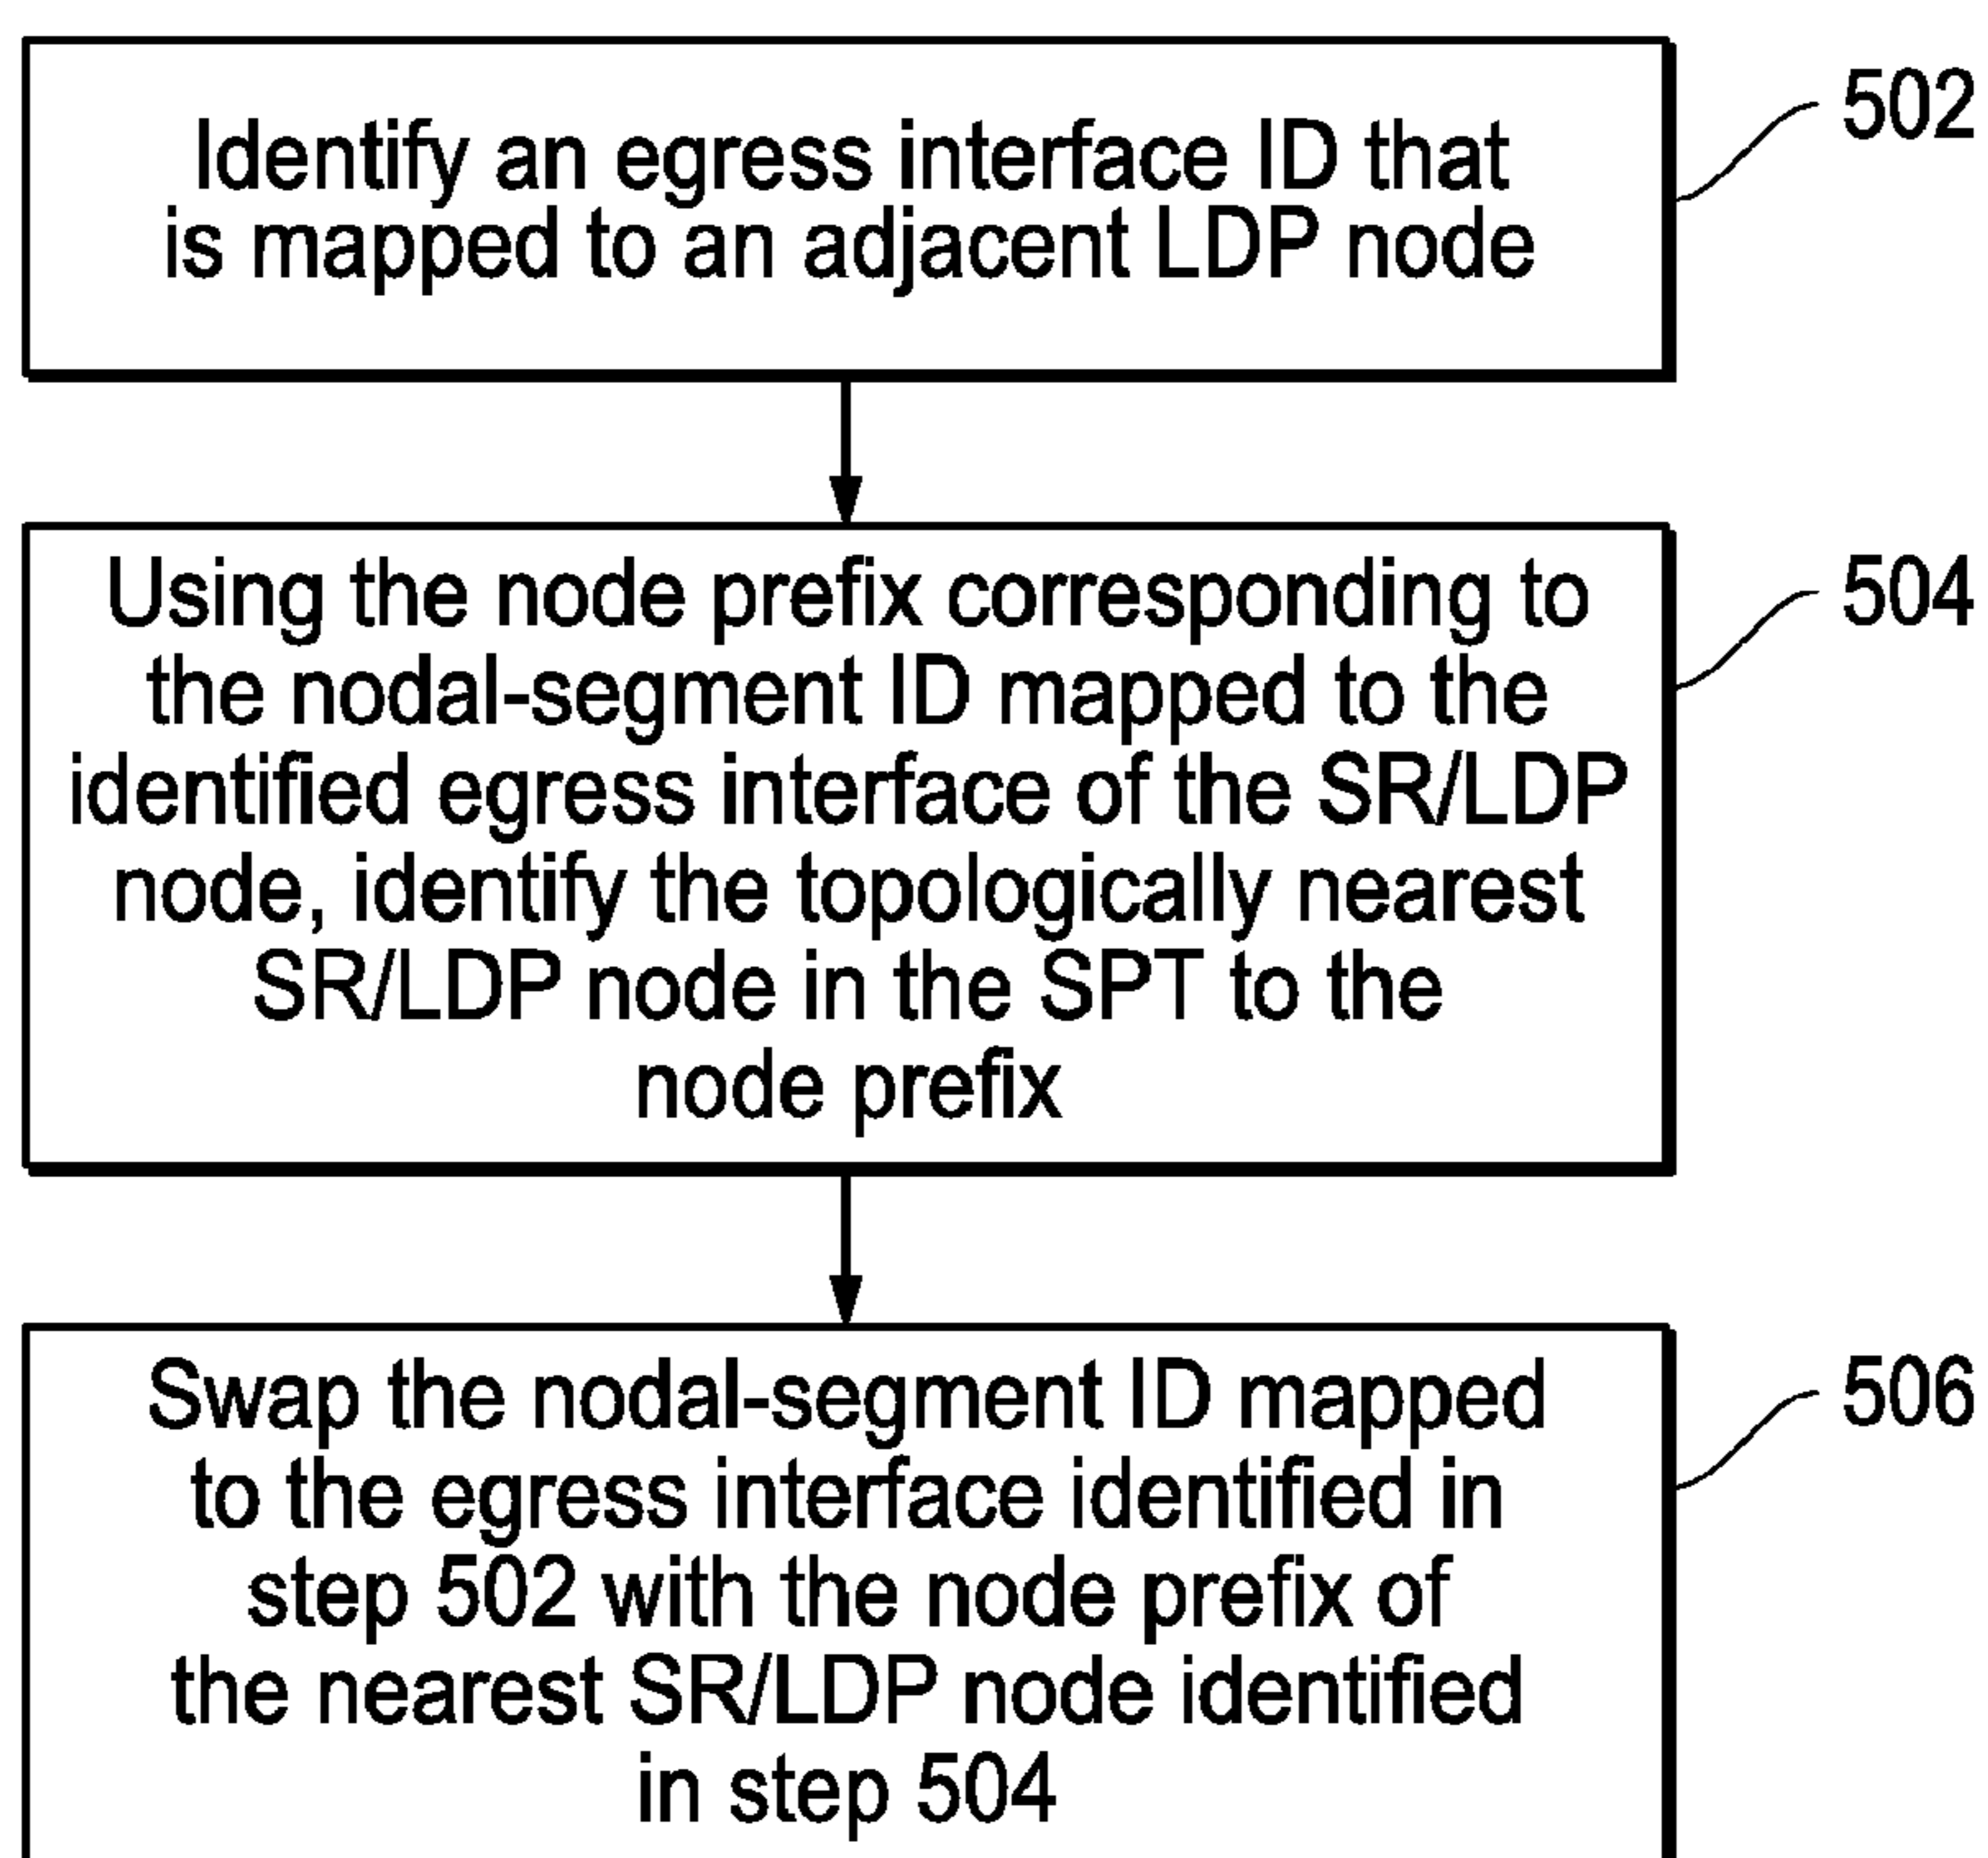 Identify an egress interface ID that
is mapped to an adjacent LDP node
502
Using the node prefix corresponding to
the nodal-segment ID mapped to the
identified egress interface of the SR/LDP
node, identify the topologically nearest
SR/LDP node in the SPT to the
node prefix
504
Swap the nodal-segment ID mapped
to the egress interface identified in
step 502 with the node prefix of
the nearest SR/LDP node identified
in step 504
506